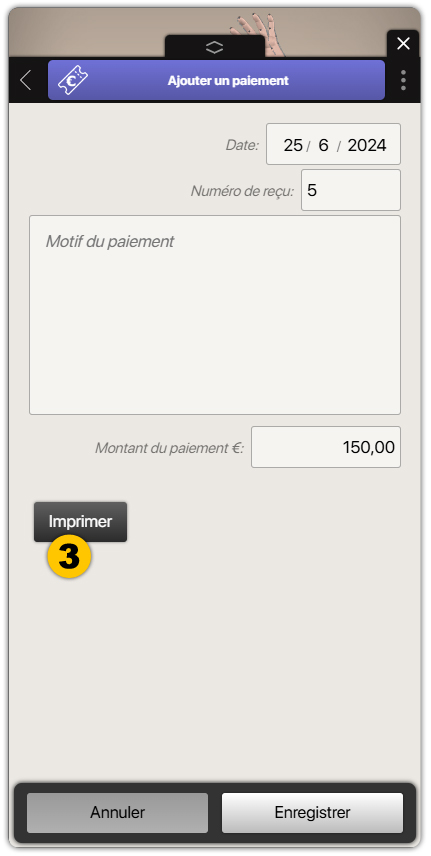 Ajouter un paiement
Date: 25 / 6 / 2024
Numéro de reçu: 5
Motif du paiement
Montant du paiement €: 150,00
Imprimer
3
Annuler Enregistrer